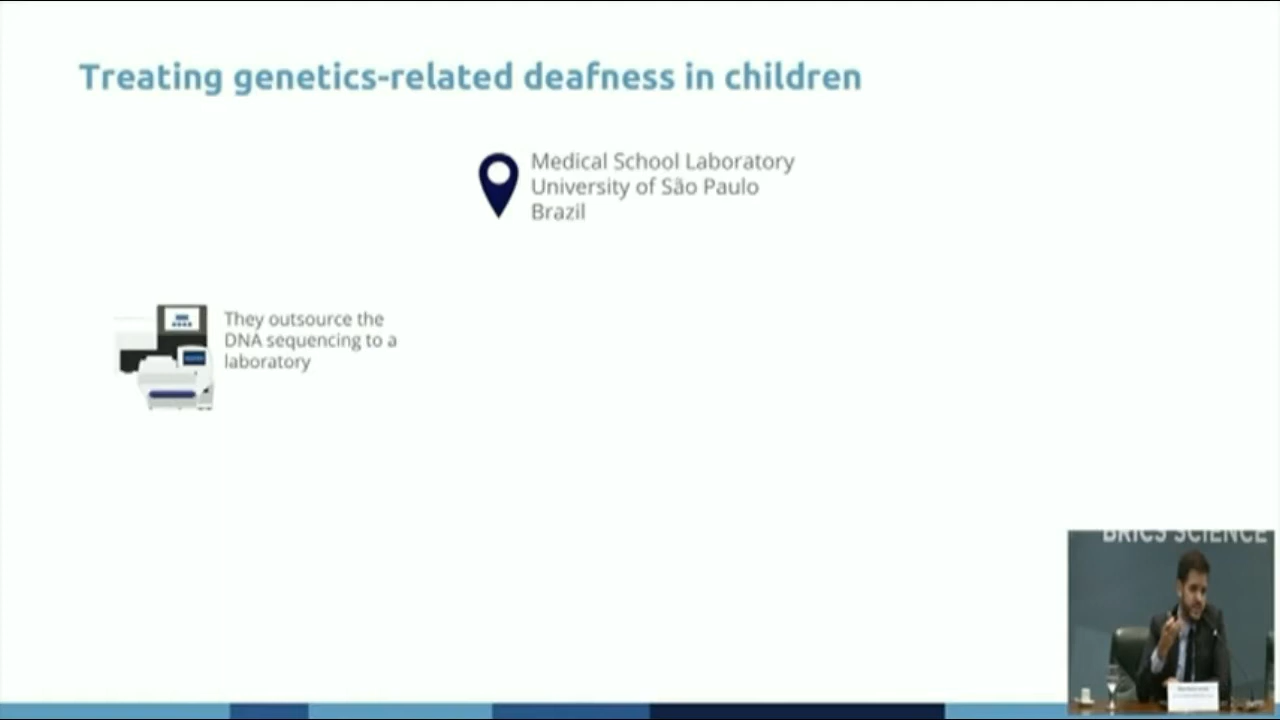 Treating genetics-related deafness in children
Medical School Laboratory
University of São Paulo
Brazil
They outsource the
DNA sequencing to a
laboratory
BRICS SCIENCE